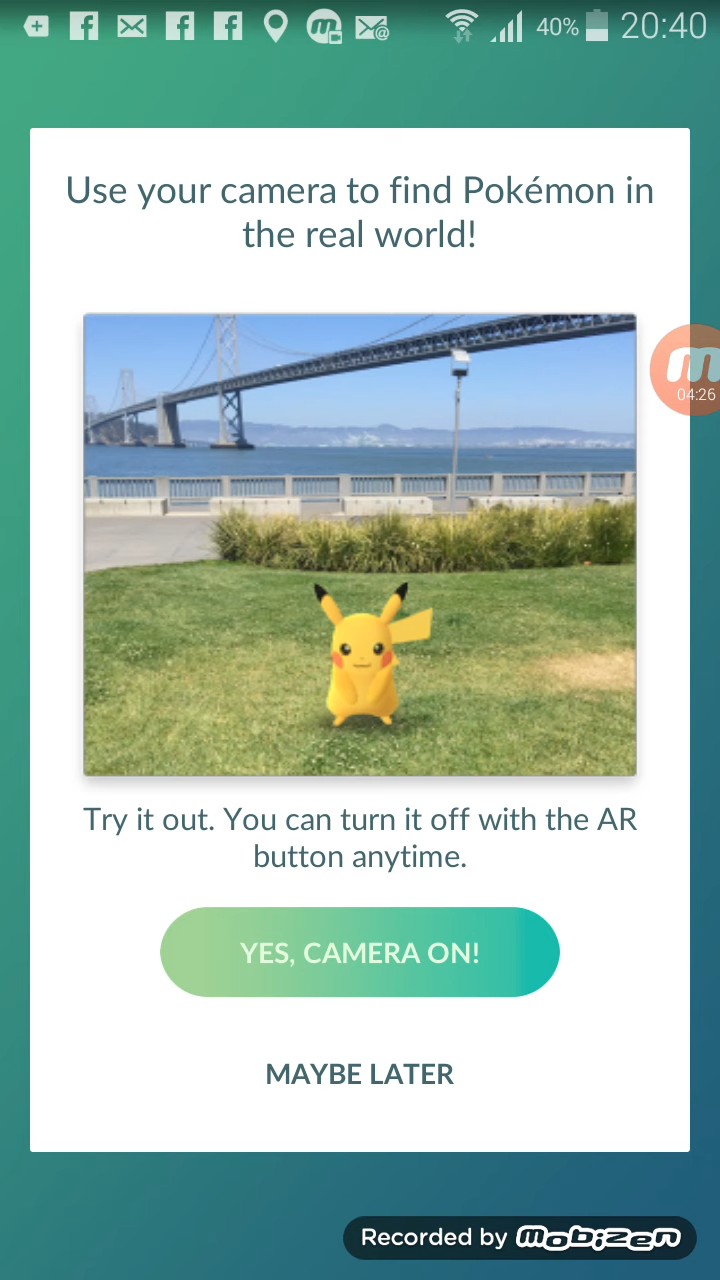 40% 20:40
Use your camera to find Pokémon in
the real world!
m
04:26
Try it out. You can turn it off with the AR
button anytime.
YES, CAMERA ON!
MAYBE LATER
Recorded by mobizen